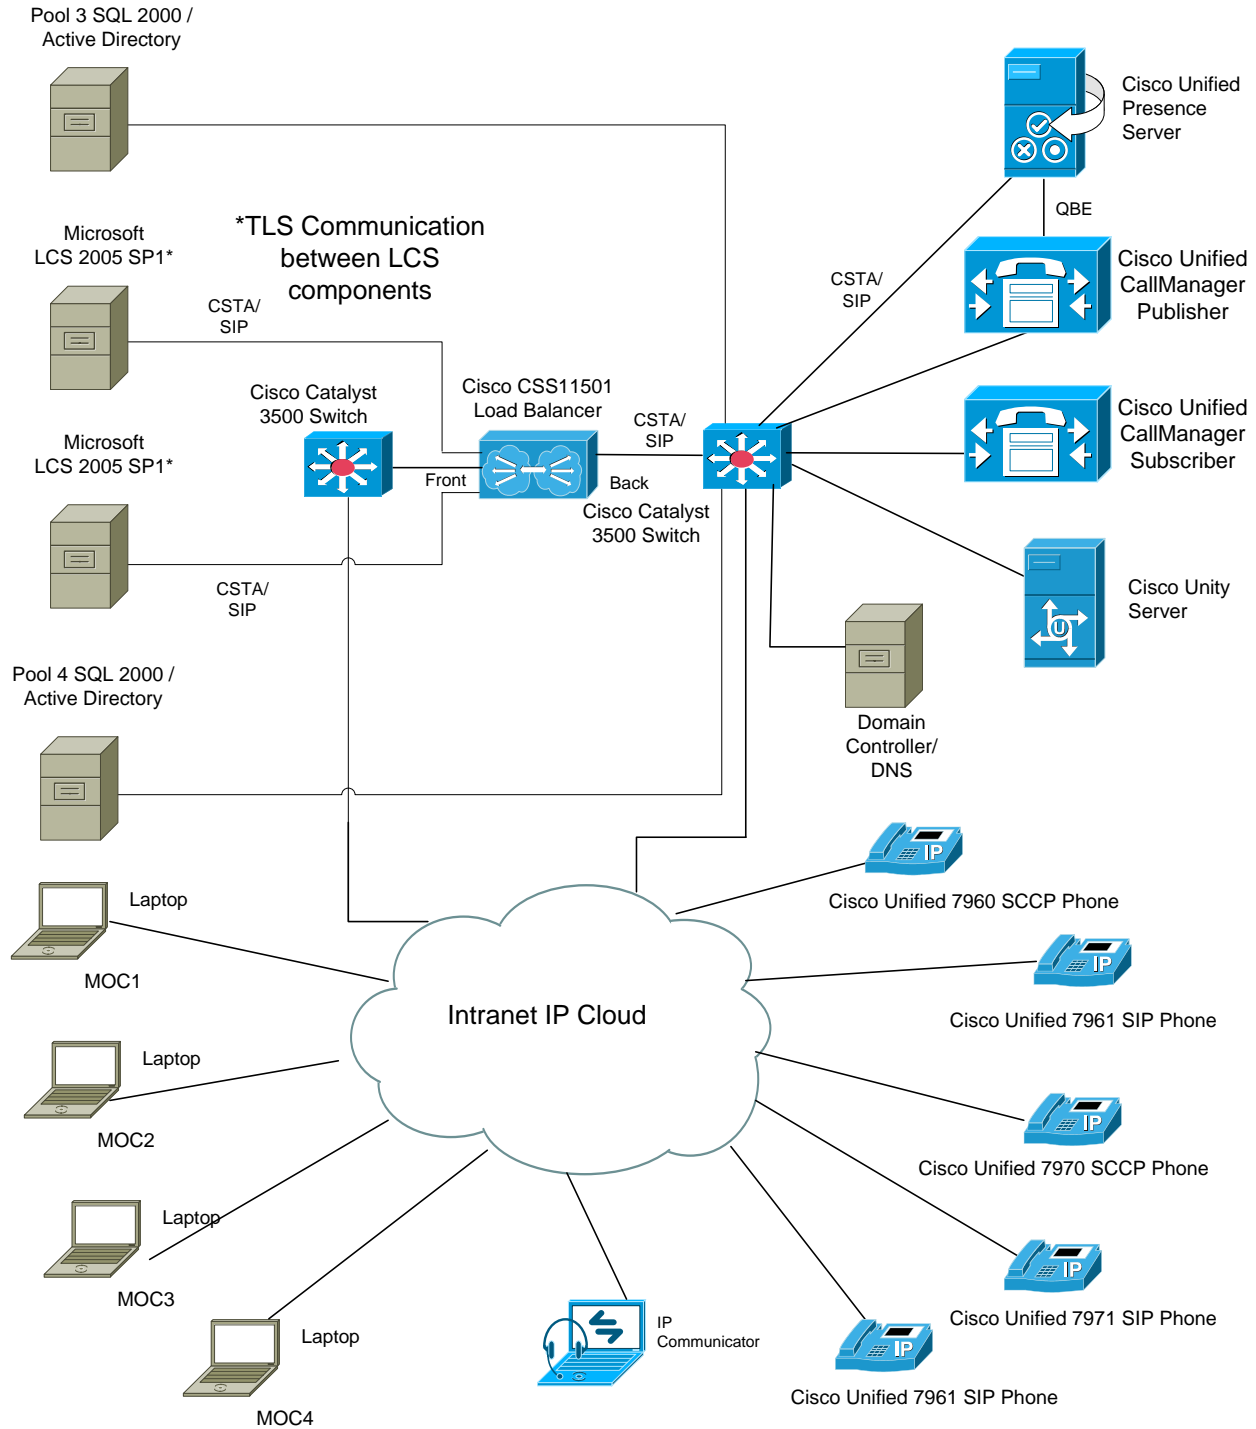 Pool 3 SQL 2000 /
Active Directory
Cisco Unified
Presence
Server
Microsoft
LCS 2005 SP1*
*TLS Communication
between LCS
components
QBE
Cisco Unified
CallManager
Publisher
CSTA/
SIP
CSTA/
SIP
Cisco Catalyst
3500 Switch
Cisco CSS11501
Load Balancer
CSTA/
SIP
Cisco Unified
CallManager
Subscriber
Microsoft
LCS 2005 SP1*
Front
Back
Cisco Catalyst
3500 Switch
CSTA/
SIP
Cisco Unity
Server
U
Pool 4 SQL 2000 /
Active Directory
Domain
Controller/
DNS
IP
Cisco Unified 7960 SCCP Phone
Laptop
MOC1
IP
Cisco Unified 7961 SIP Phone
Intranet IP Cloud
Laptop
MOC2
IP
Cisco Unified 7970 SCCP Phone
Laptop
MOC3
IP
Cisco Unified 7971 SIP Phone
Laptop
MOC4
IP
Communicator
IP
Cisco Unified 7961 SIP Phone